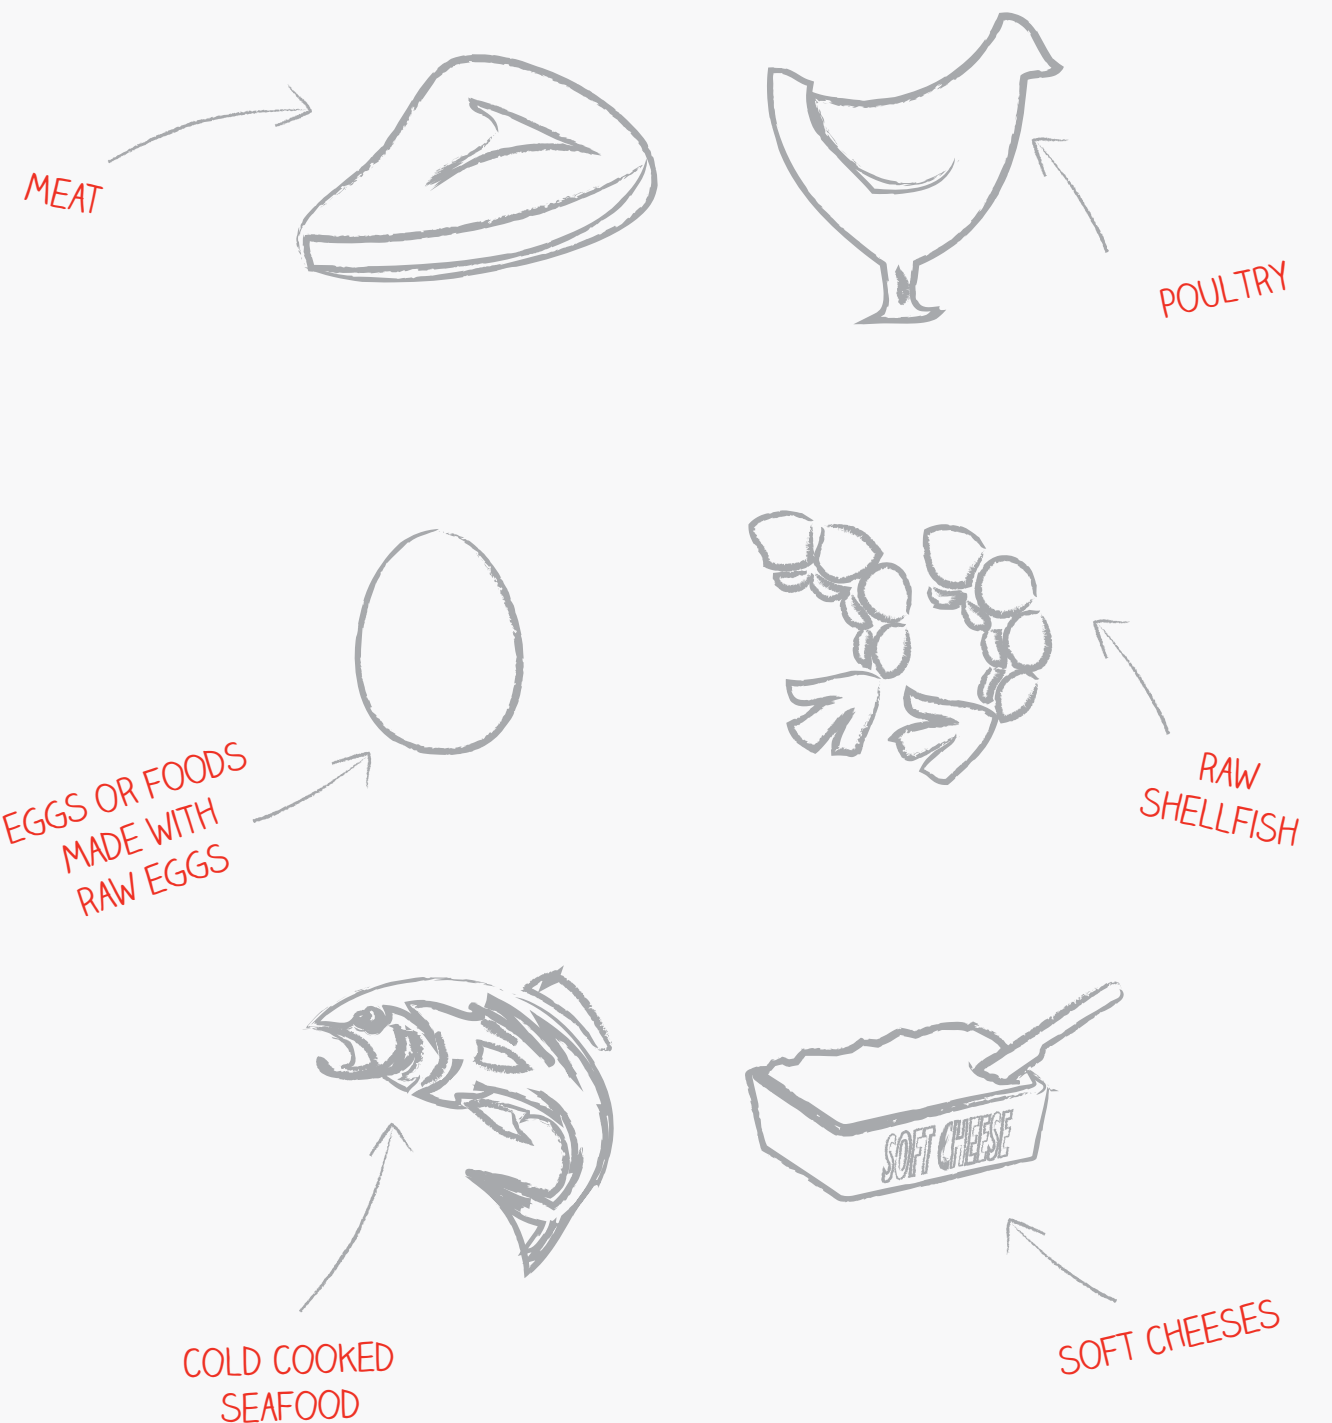 MEAT
POULTRY
EGGS OR FOODS
MADE WITH
RAW EGGS
RAW
SHELLFISH
SOFT CHEESE
COLD COOKED
SEAFOOD
SOFT CHEESES